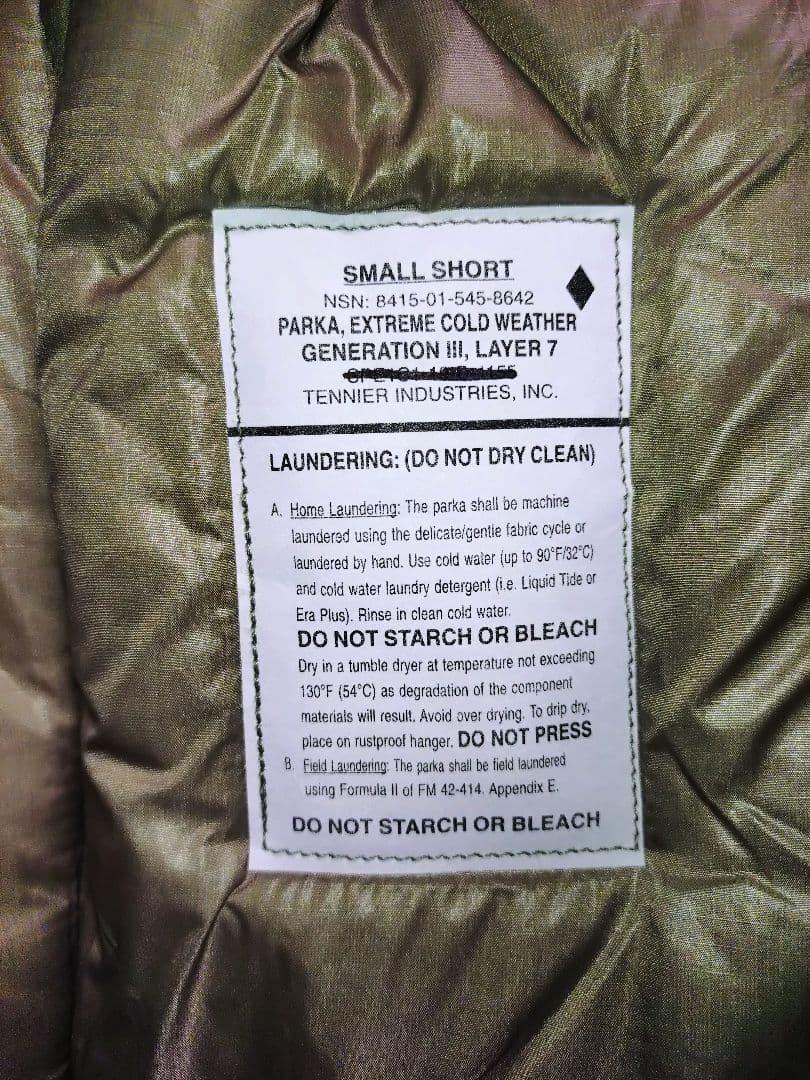 SMALL SHORT
NSN: 8415-01-545-8642
PARKA, EXTREME COLD WEATHER
GENERATION III, LAYER 7
TENNIER INDUSTRIES, INC.
LAUNDERING: (DO NOT DRY CLEAN)
A. Home Laundering: The parka shall be machine
laundered using the delicate/gentle fabric cycle or
laundered by hand. Use cold water (up to 90°F/32°C)
and cold water laundry detergent (i.e. Liquid Tide or
Era Plus). Rinse in clean cold water.
DO NOT STARCH OR BLEACH
Dry in a tumble dryer at temperature not exceeding
130°F (54°C) as degradation of the component
materials will result. Avoid over drying. To drip dry,
place on rustproof hanger. DO NOT PRESS
B. Field Laundering: The parka shall be field laundered
using Formula II of FM 42-414, Appendix E.
DO NOT STARCH OR BLEACH